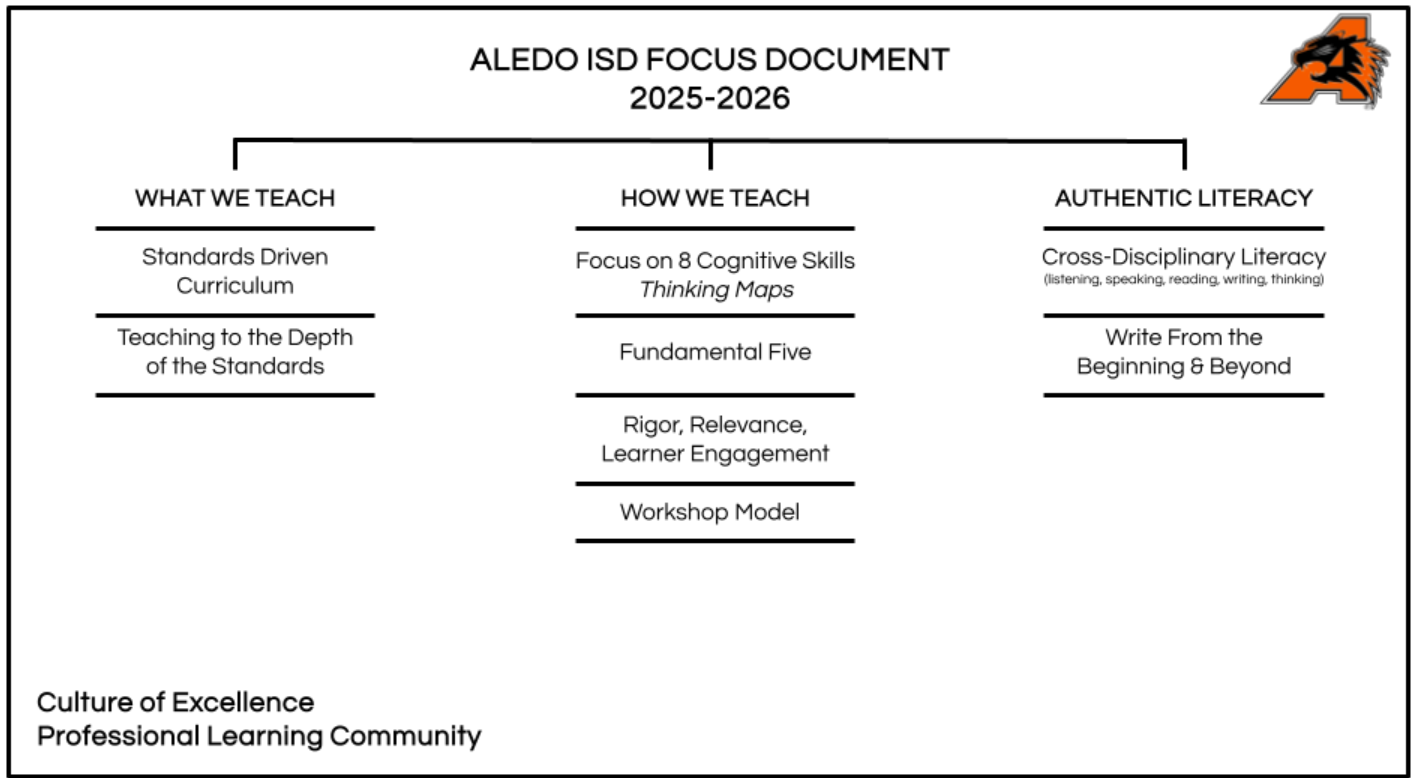 ALEDO ISD FOCUS DOCUMENT
2025-2026
WHAT WE TEACH
Standards Driven
Curriculum
Teaching to the Depth
of the Standards
HOW WE TEACH
Focus on 8 Cognitive Skills
Thinking Maps
Fundamental Five
Rigor, Relevance,
Learner Engagement
Workshop Model
AUTHENTIC LITERACY
Cross-Disciplinary Literacy
(listening, speaking, reading, writing, thinking)
Write From the
Beginning & Beyond
Culture of Excellence
Professional Learning Community
A